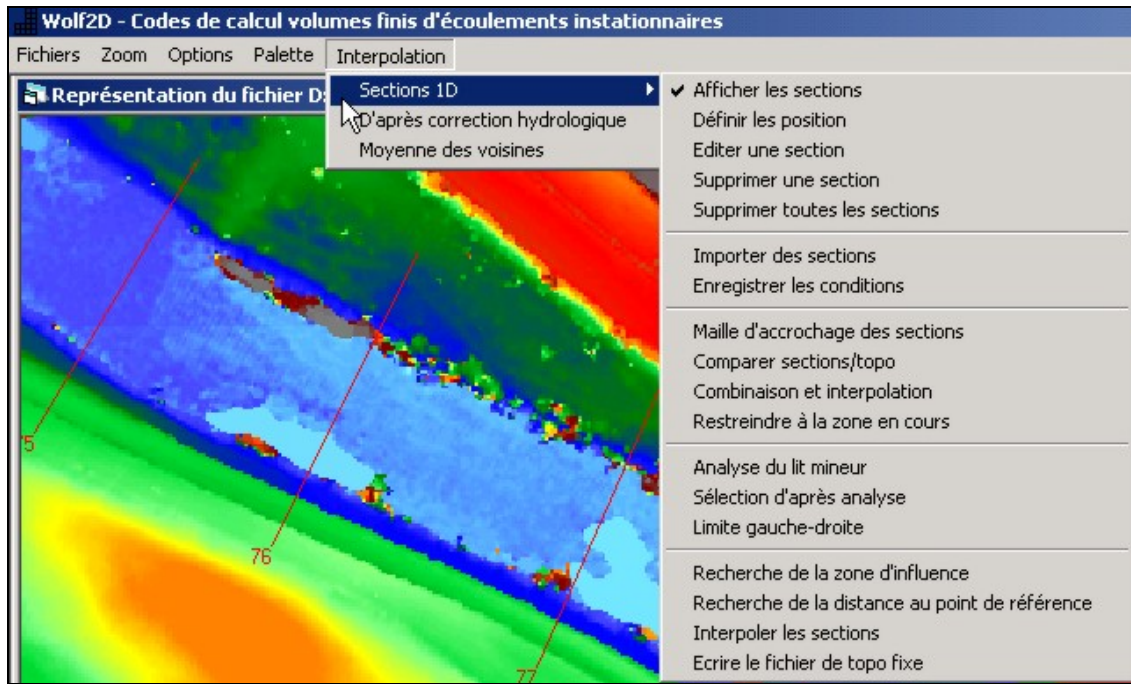 Wolf2D - Codes de calcul volumes finis d'écoulements instationnaires
Fichiers Zoom Options Palette Interpolation
Représentation du fichier D
Sections 1D
D'après correction hydrologique
Moyenne des voisines
Afficher les sections
Définir les position
Editer une section
Supprimer une section
Supprimer toutes les sections
Importer des sections
Enregistrer les conditions
Maille d'accrochage des sections
Comparer sections/topo
Combinaison et interpolation
Restreindre à la zone en cours
Analyse du lit mineur
Sélection d'après analyse
Limite gauche-droite
Recherche de la zone d'influence
Recherche de la distance au point de référence
Interpoler les sections
Ecrire le fichier de topo fixe
5
76
77